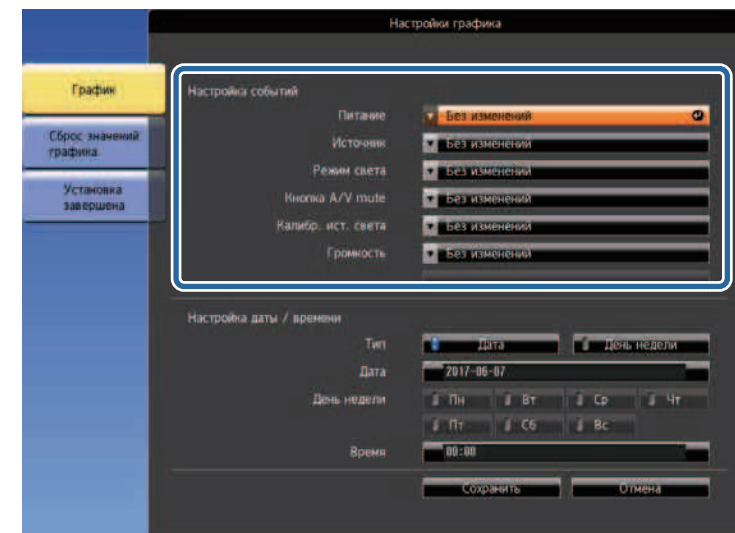 Настройки графика
График
Сброс значений
графика
Установка
завершена
Настройка событий
Питание Без изменений
Источник Без изменений
Режим света Без изменений
Кнопка A/V mute Без изменений
Калибр. ист. света Без изменений
Громкость Без изменений
Настройка даты / времени
Тип Дата День недели
Дата 2017-06-07
День недели Пн Вт Ср Чт
Пт Сб Вс
Время 00:00
Сохранить Отмена